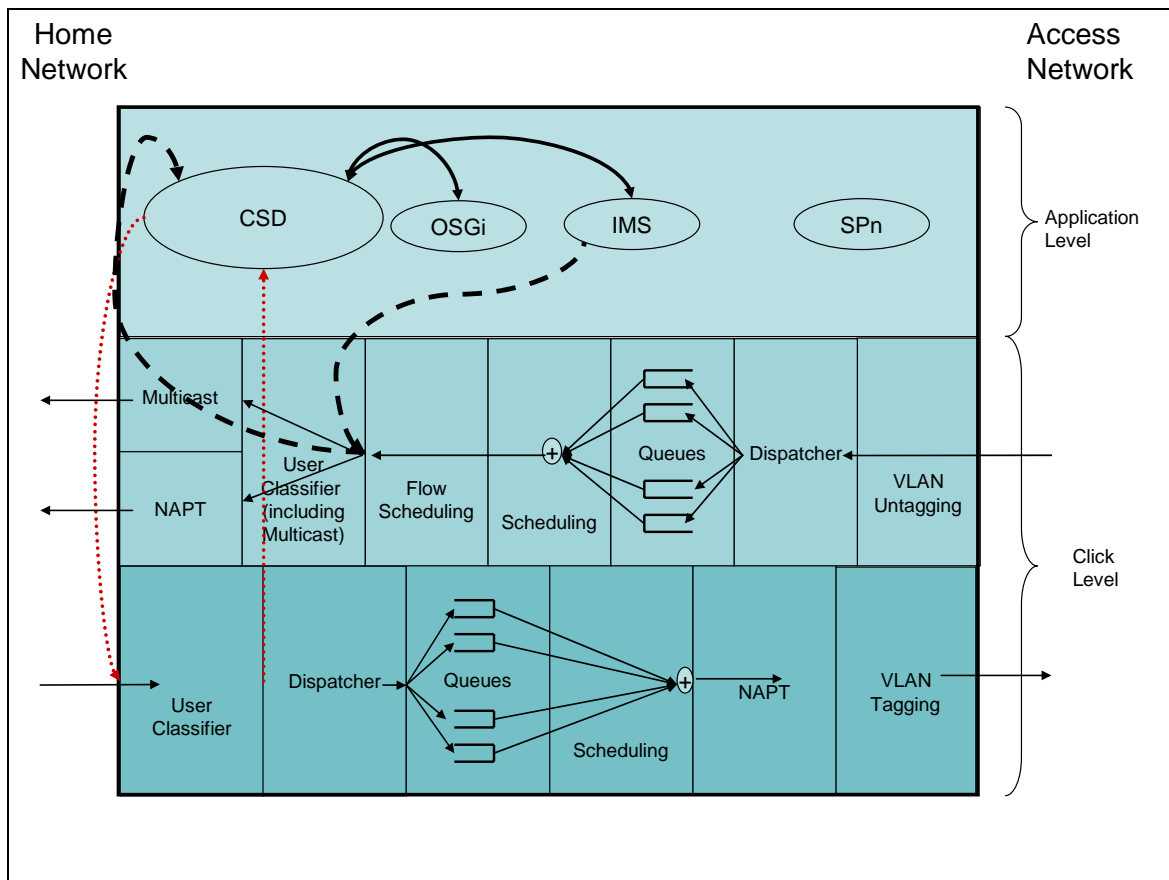 Home
Network
Access
Network
CSD
OSGi
IMS
SPn
Application
Level
Multicast
NAPT
User
Classifier
(including
Multicast)
Flow
Scheduling
Scheduling
+
Queues
Dispatcher
VLAN
Untagging
Click
Level
User
Classifier
Dispatcher
Queues
Scheduling
+
NAPT
VLAN
Tagging